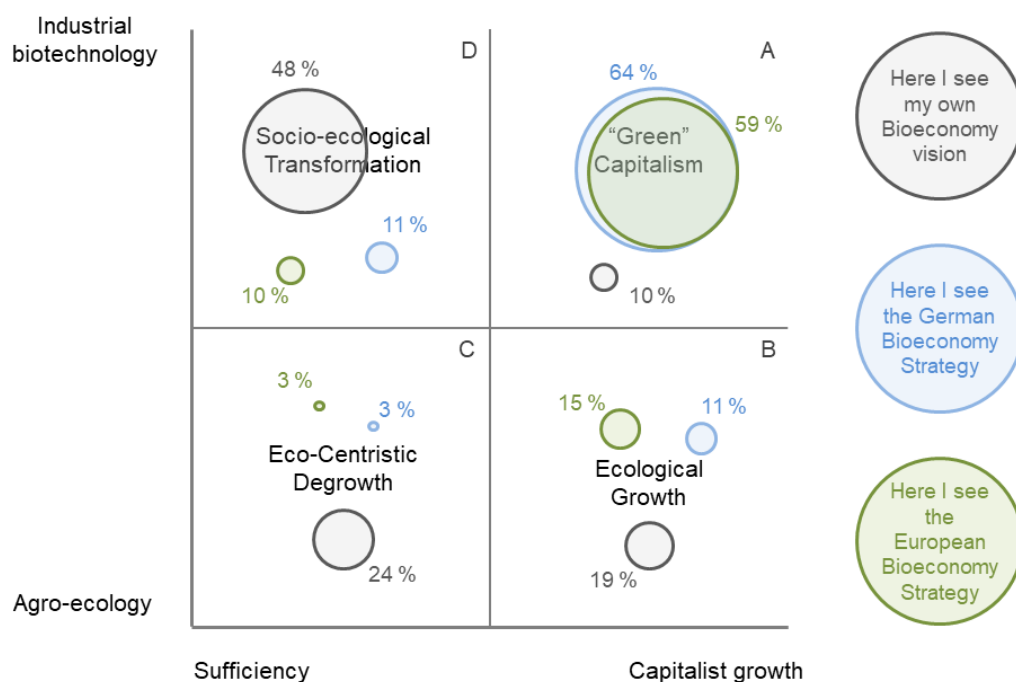 Industrial
biotechnology
D
48 %
Socio-ecological
Transformation
11 %
10 %
A
64 %
59 %
“Green”
Capitalism
10 %
C
3 %
3 %
Eco-Centristic
Degrowth
24 %
B
15 %
11 %
Ecological
Growth
19 %
Agro-ecology
Sufficiency
Capitalist growth
Here I see
my own
Bioeconomy
vision
Here I see
the German
Bioeconomy
Strategy
Here I see
the
European
Bioeconomy
Strategy